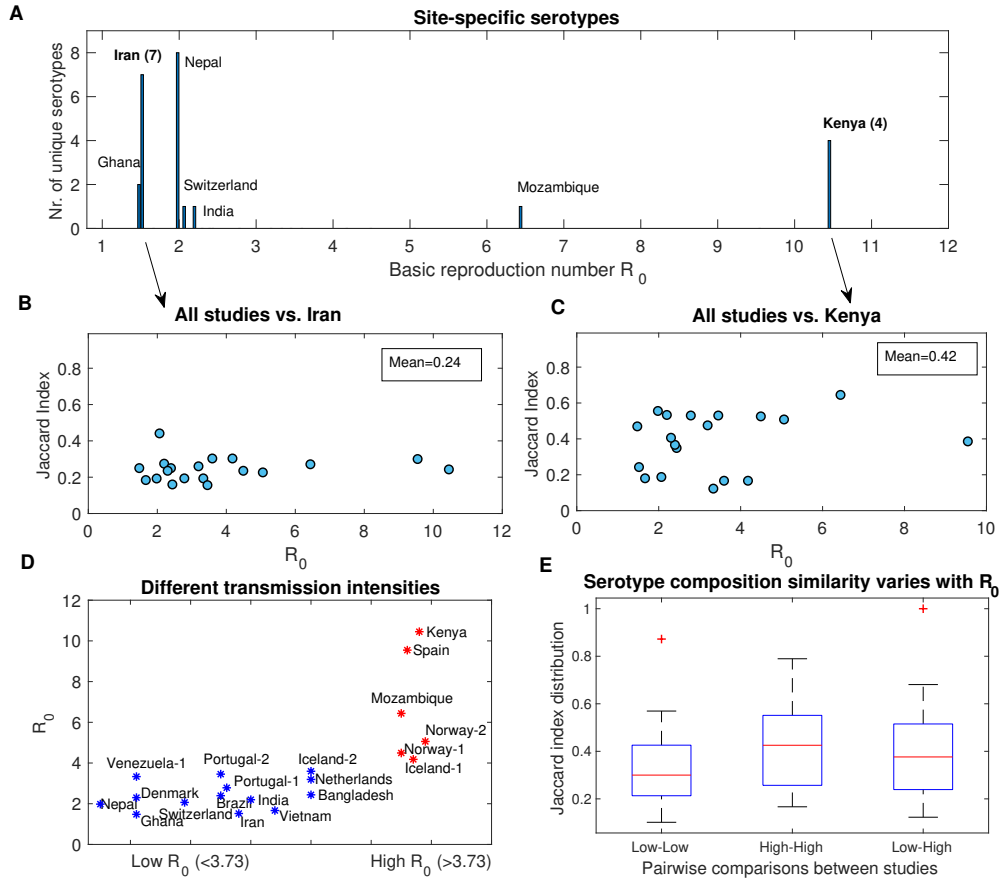 A
Site-specific serotypes
Nr. of unique serotypes
8
6
4
2
0
Iran (7)
Nepal
Ghana
Switzerland
India
Mozambique
Kenya (4)
1 2 3 4 5 6 7 8 9 10 11 12
Basic reproduction number R0
B
All studies vs. Iran
Mean=0.24
Jaccard Index
0.8
0.6
0.4
0.2
0
0 2 4 6 8 10 12
R0
C
All studies vs. Kenya
Mean=0.42
Jaccard Index
0.8
0.6
0.4
0.2
0
0 2 4 6 8 10
R0
D
Different transmission intensities
R0
12
10
8
6
4
2
0
Kenya
Spain
Mozambique
Norway-2
Norway-1
Iceland-1
Venezuela-1
Portugal-2
Iceland-2
Denmark
Portugal-1
Netherlands
Nepal
Brazil
India
Bangladesh
Ghana
Switzerland
Iran
Vietnam
Low R0 (<3.73)
High R0 (>3.73)
E
Serotype composition similarity varies with R0
Jaccard index distribution
1
0.8
0.6
0.4
0.2
Low-Low
High-High
Low-High
Pairwise comparisons between studies